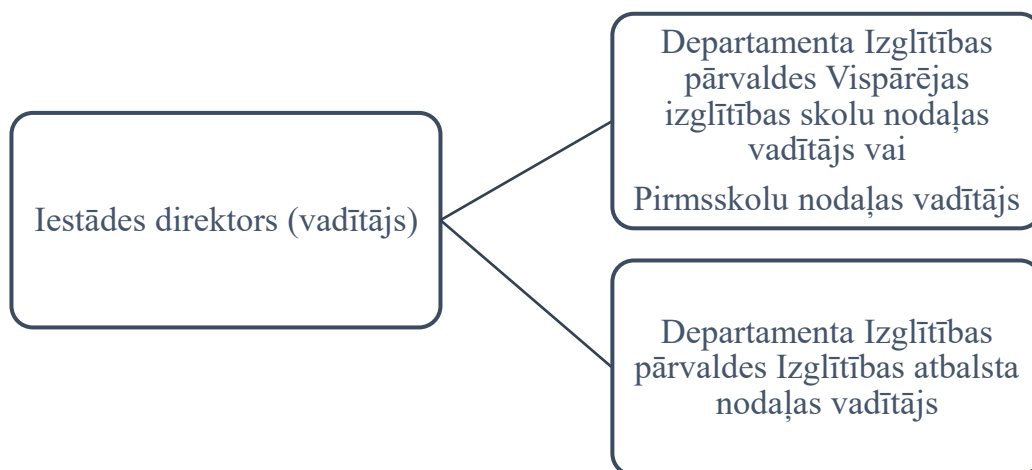 Iestādes direktors (vadītājs)
Departamenta Izglītības
pārvaldes Vispārējas
izglītības skolu nodaļas
vadītājs vai
Pirmsskolu nodaļas vadītājs
Departamenta Izglītības
pārvaldes Izglītības atbalsta
nodaļas vadītājs